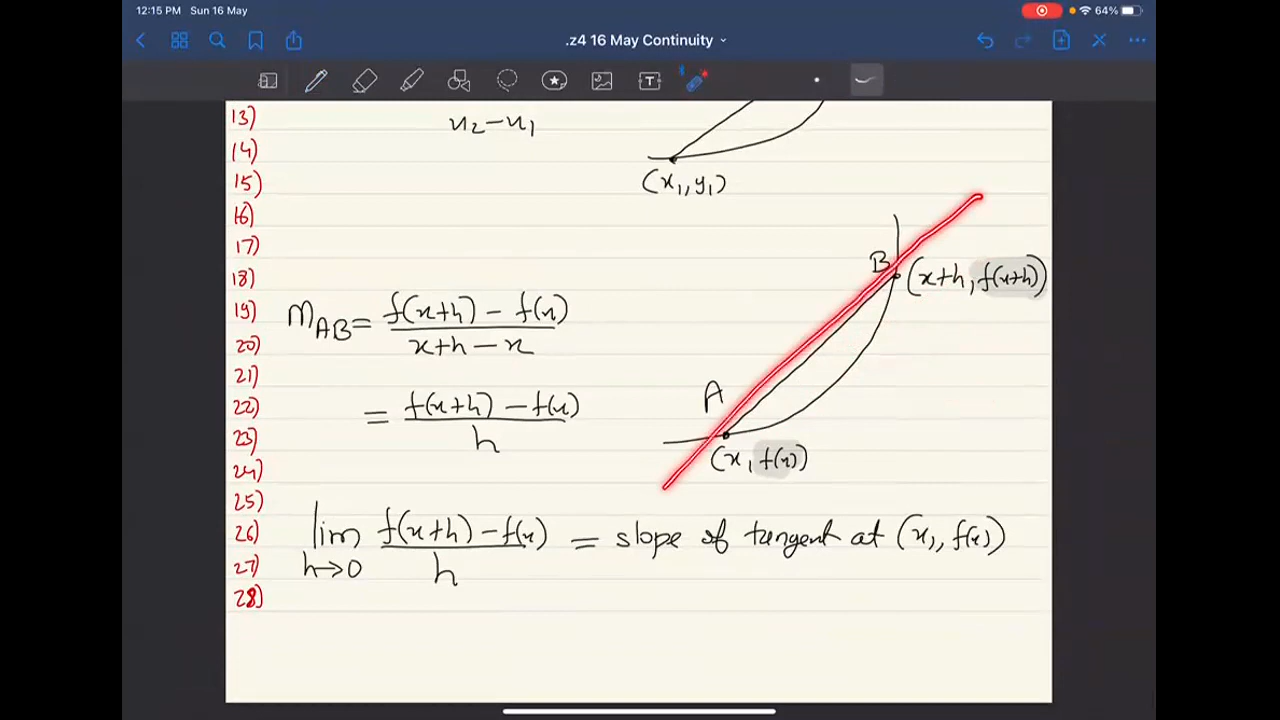 12:15 PM Sun 16 May
64%
.z4 16 May Continuity
13)
x₂ – x₁
14)
15)
(x₁, y₁)
16)
17)
18)
B (x+h, f(x+h))
19)
m_AB = f(x+h) – f(x)
20)
x+h – x
21)
22)
A
= f(x+h) – f(x)
23)
h
(x, f(x))
24)
25)
26)
lim f(x+h) – f(x) = slope of tangent at (x, f(x))
27)
h→0 h
28)